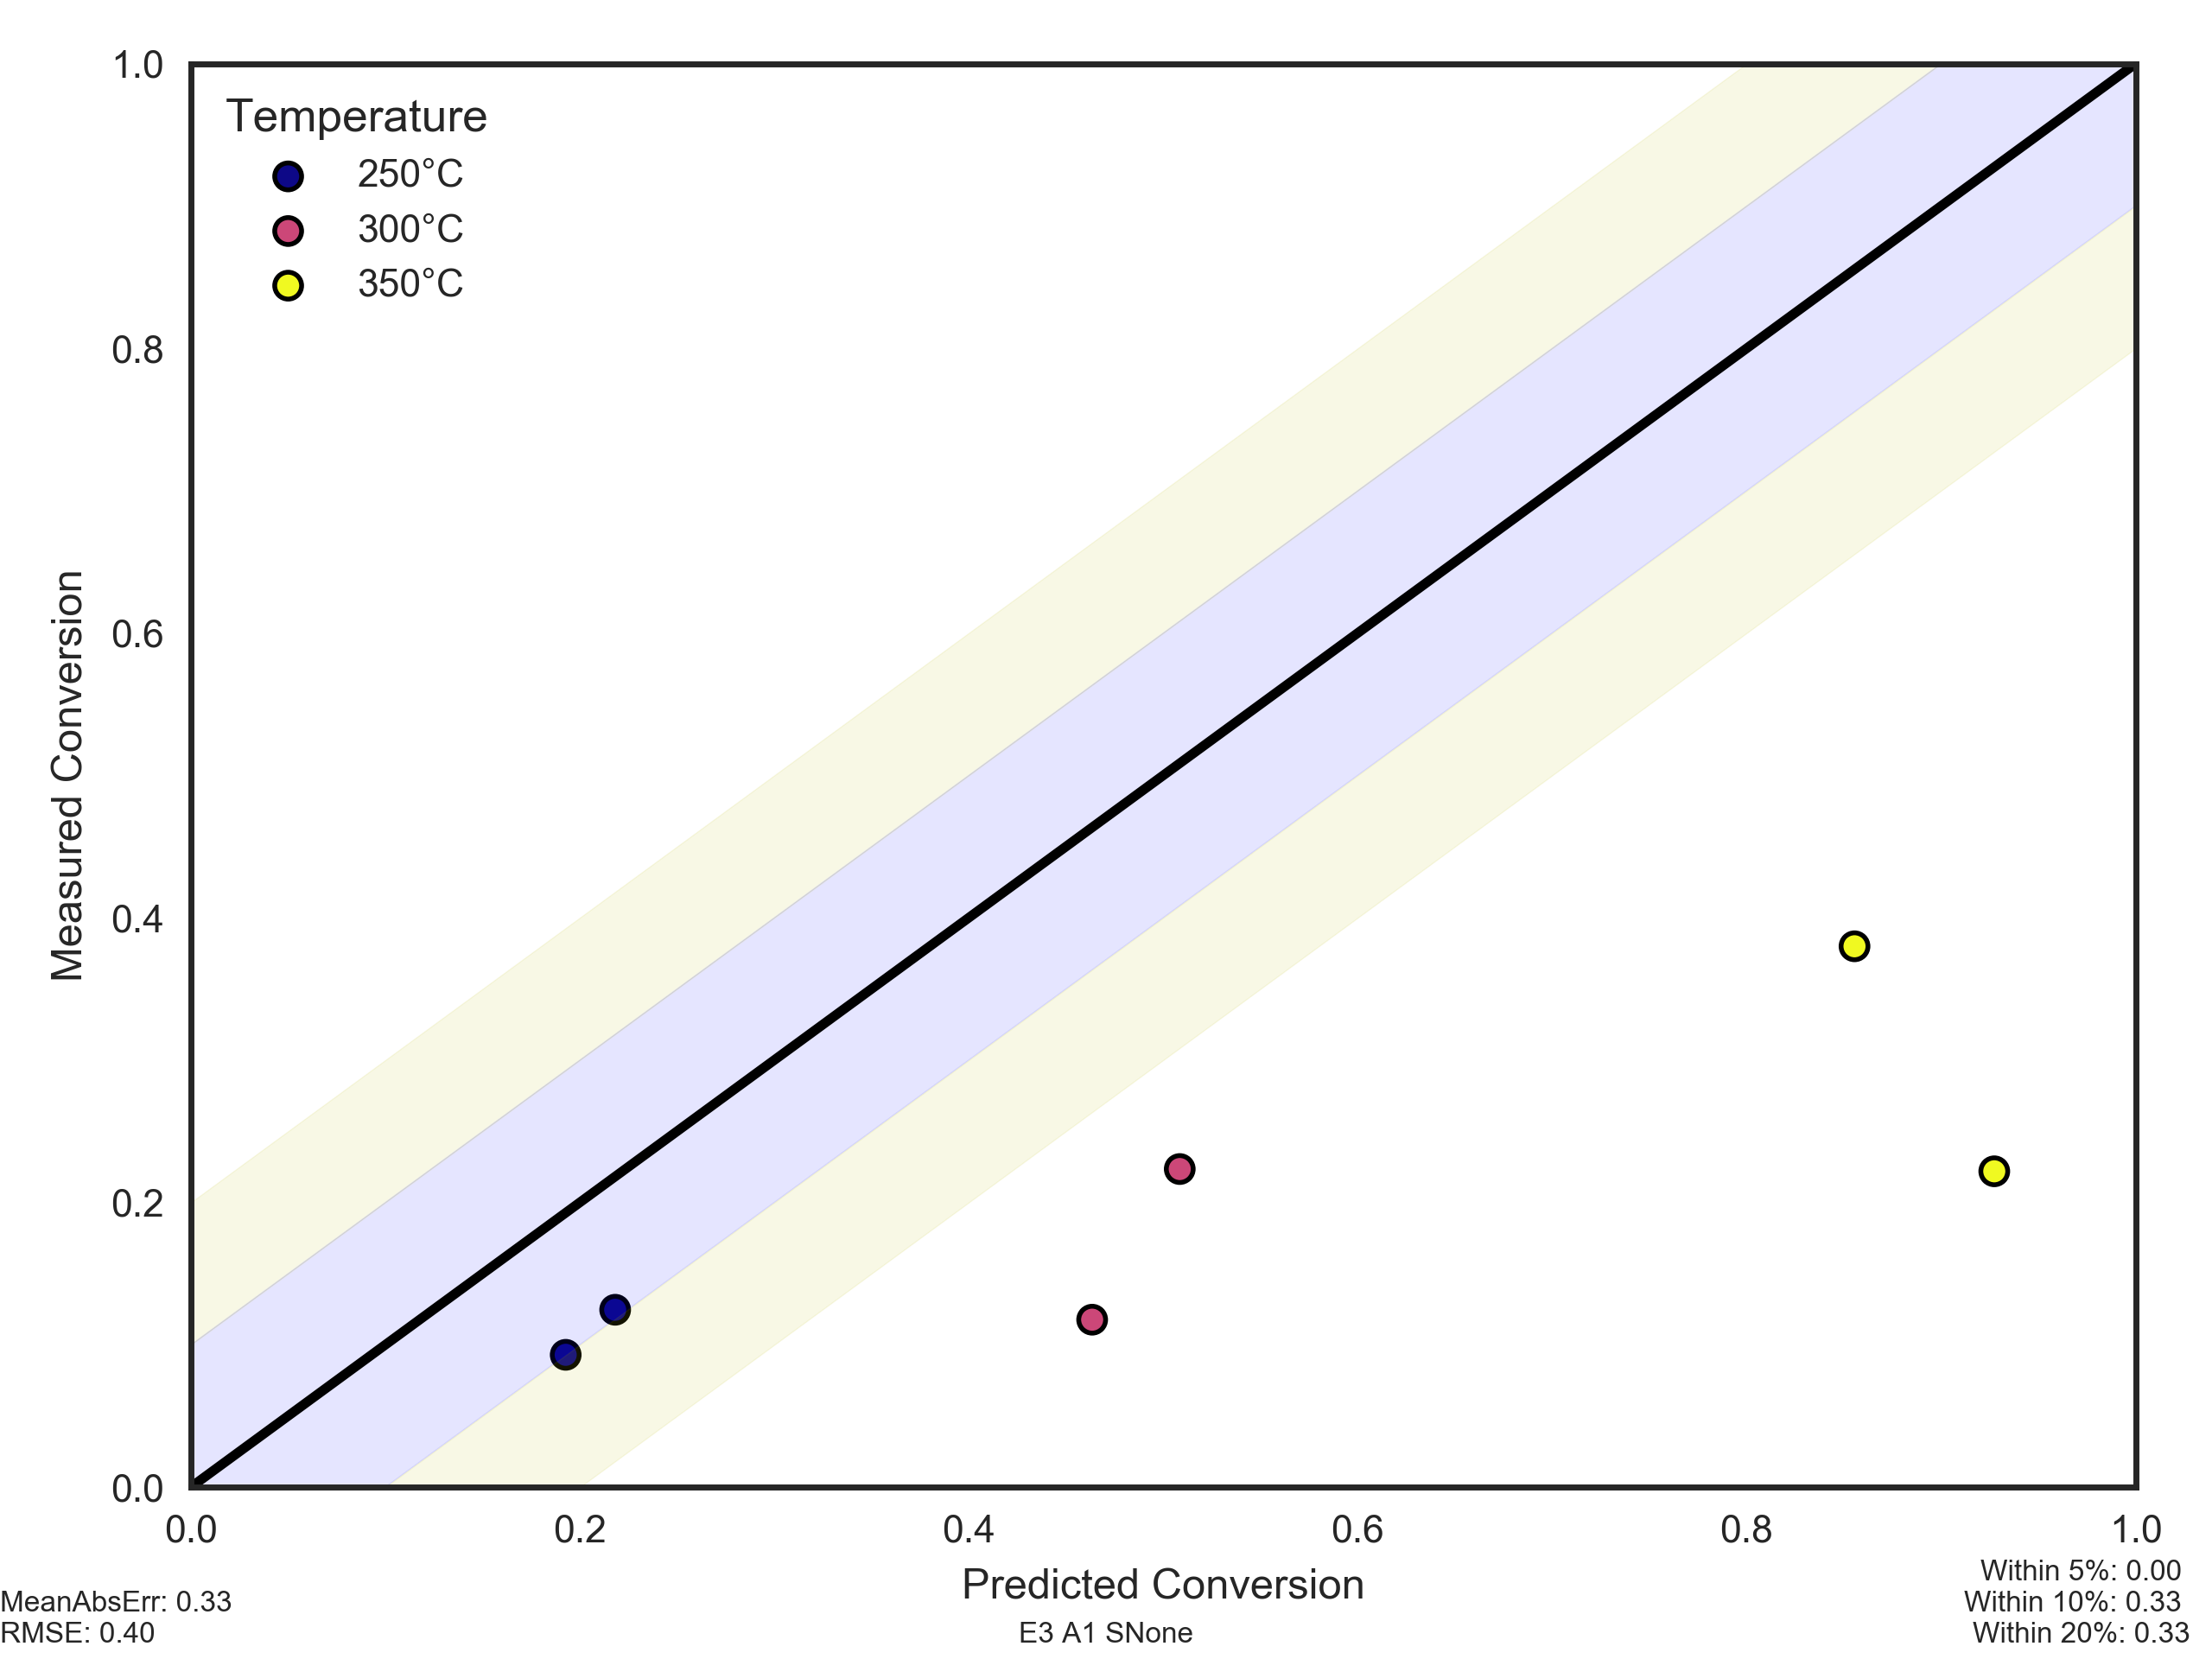 1.0
Temperature
250°C
300°C
350°C
0.8
0.6
0.4
0.2
0.0
Measured Conversion
0.0 0.2 0.4 0.6 0.8 1.0
Predicted Conversion
E3 A1 SNone
MeanAbsErr: 0.33
RMSE: 0.40
Within 5%: 0.00
Within 10%: 0.33
Within 20%: 0.33